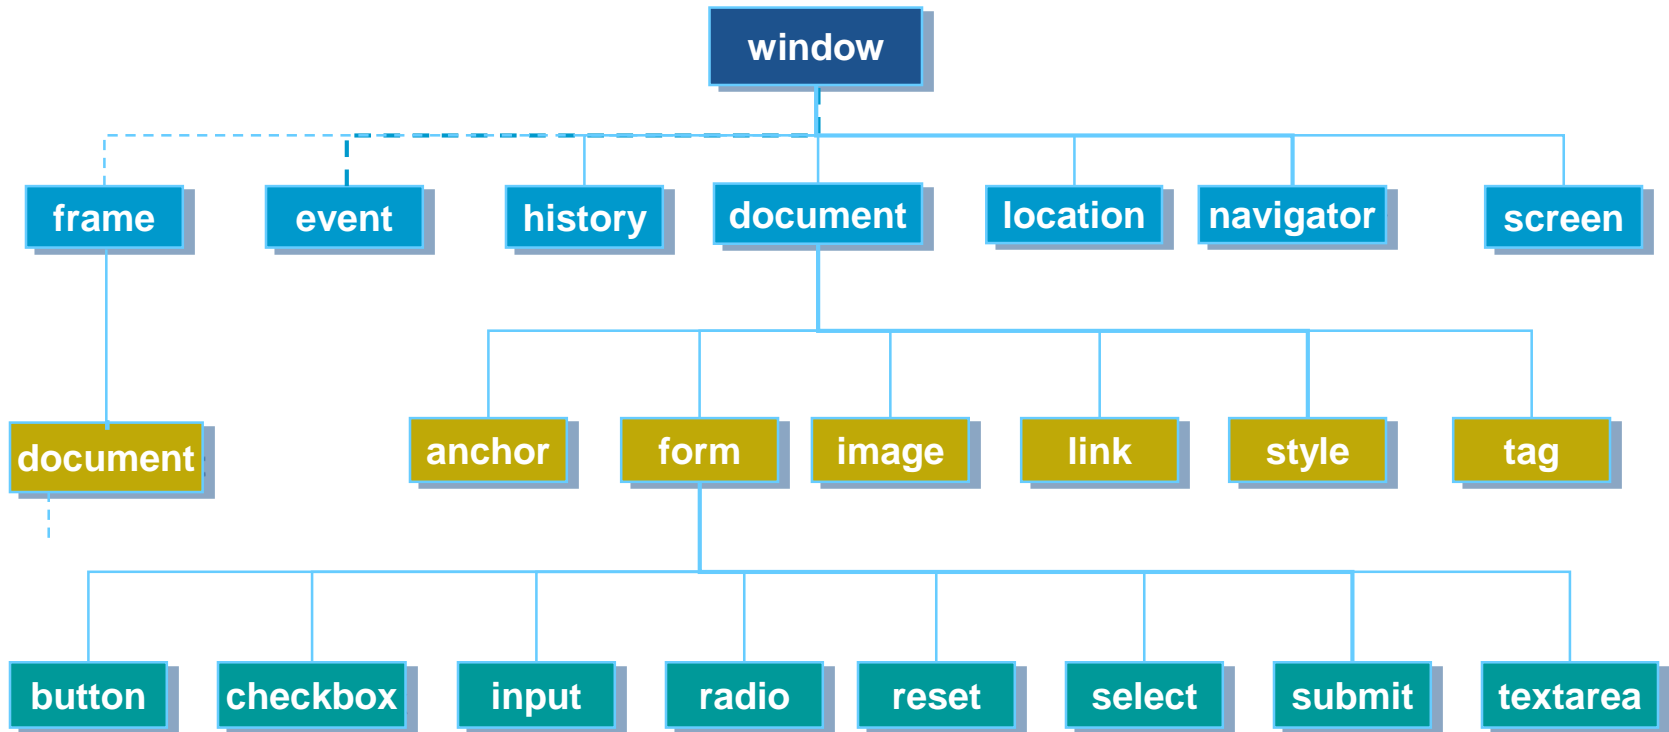 window
frame
event
history
document
location
navigator
screen
document
anchor
form
image
link
style
tag
button
checkbox
input
radio
reset
select
submit
textarea